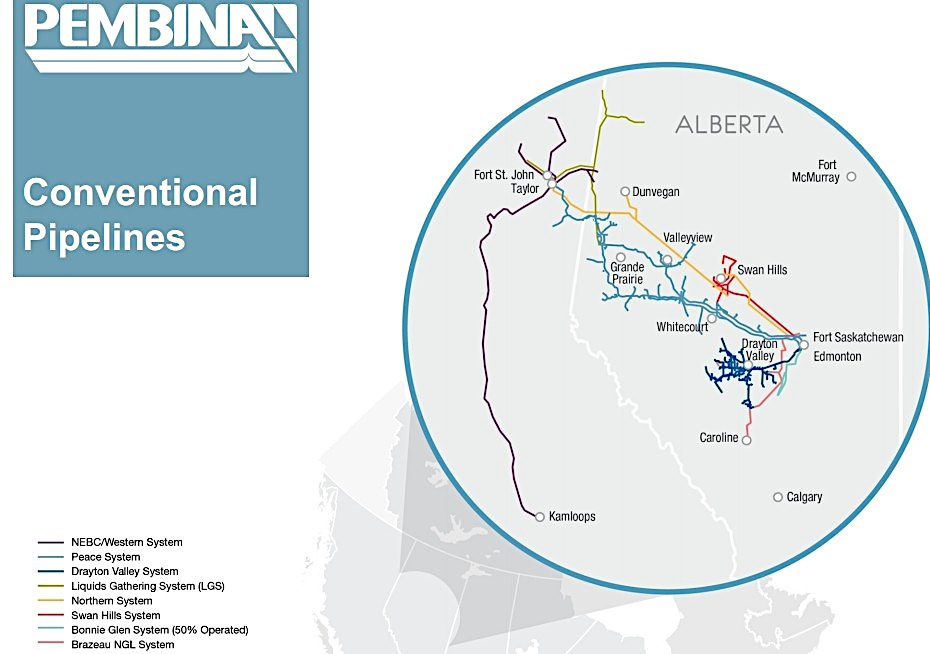 PEMBINA
Conventional
Pipelines
ALBERTA
Fort
McMurray
Fort St. John
Taylor
Dunvegan
Valleyview
Grande
Prairie
Swan Hills
Whitecourt
Fort Saskatchewan
Edmonton
Drayton
Valley
Caroline
Calgary
Kamloops
NEBC/Western System
Peace System
Drayton Valley System
Liquids Gathering System (LGS)
Northern System
Swan Hills System
Bonnie Glen System (50% Operated)
Brazeau NGL System